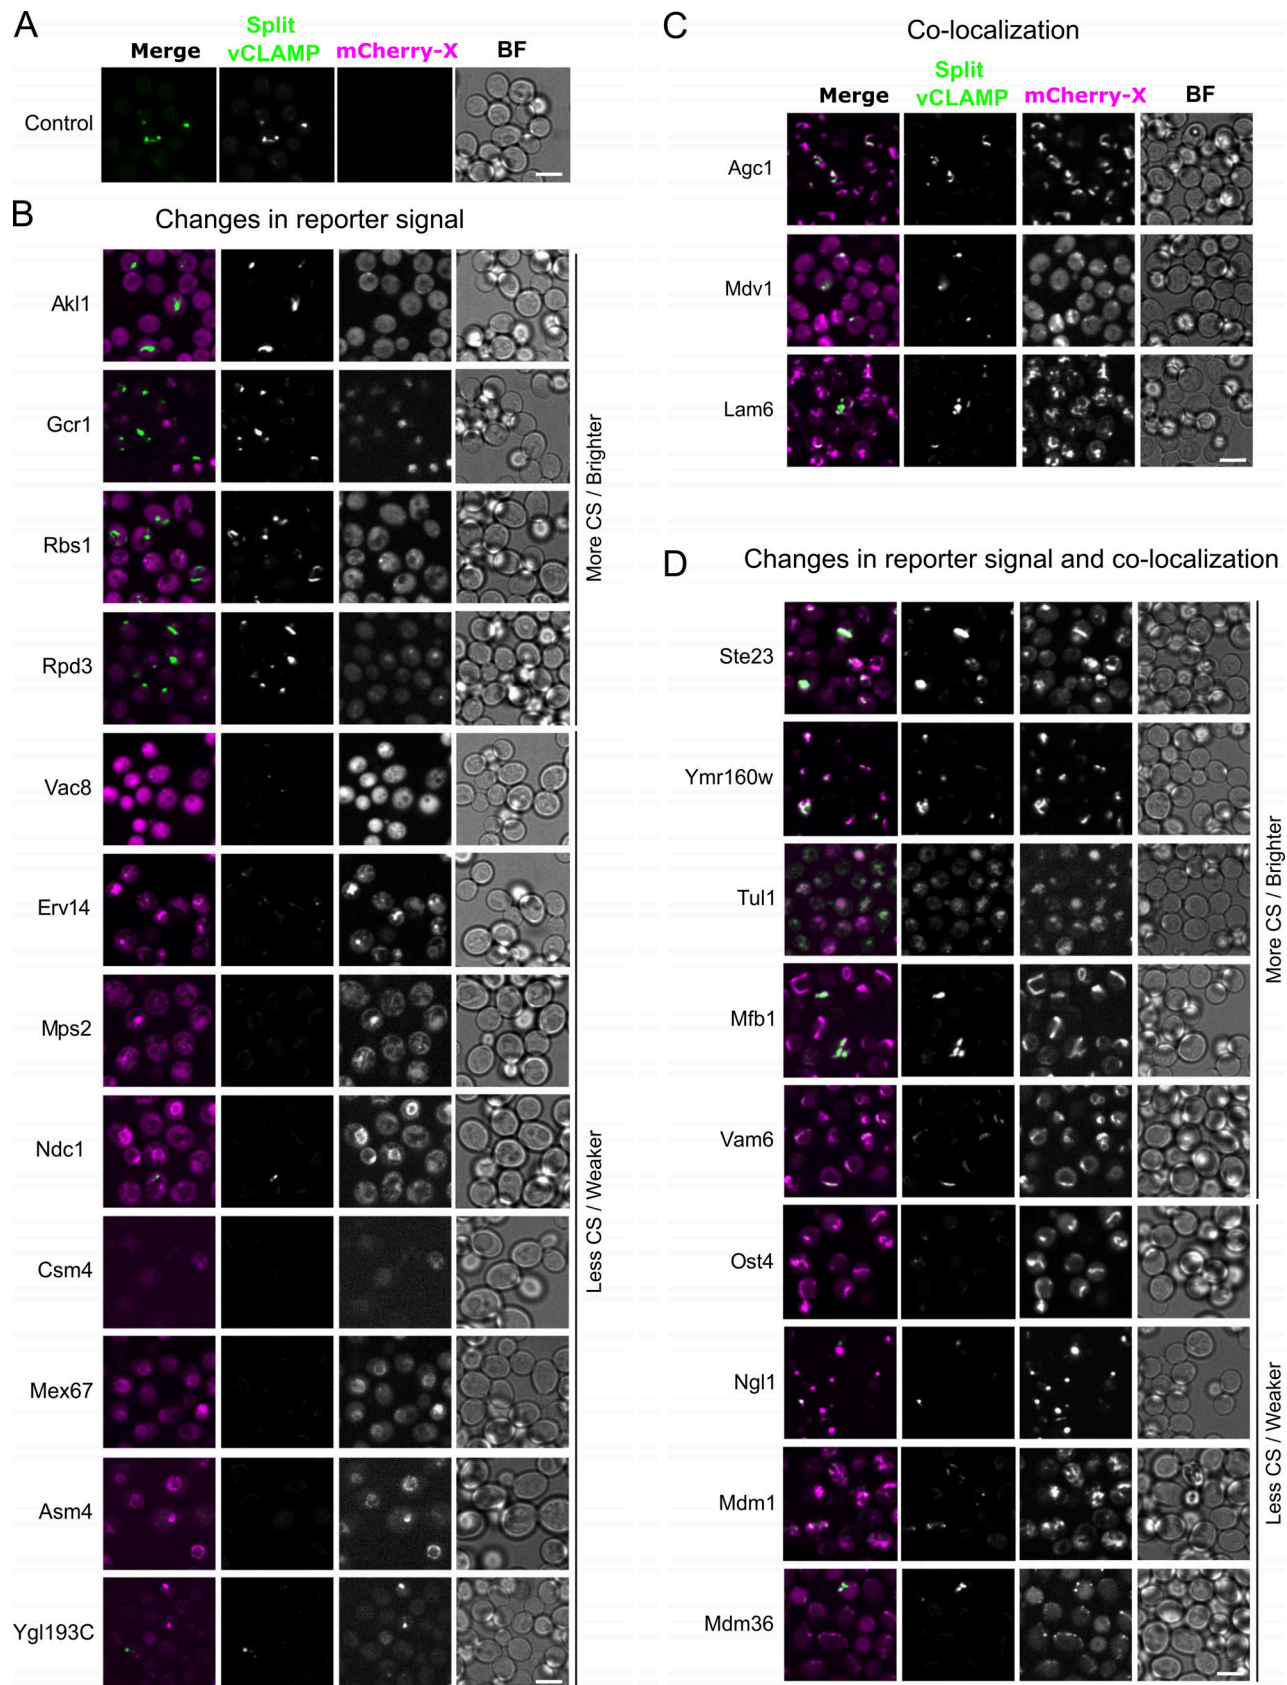 A
Split
Merge vCLAMP mCherry-X BF
Control
B
Changes in reporter signal
Akl1
Gcr1
Rbs1
Rpd3
More CS / Brighter
Vac8
Erv14
Mps2
Ndc1
Csm4
Mex67
Asm4
Ygl193C
Less CS / Weaker
C
Co-localization
Split
Merge vCLAMP mCherry-X BF
Agc1
Mdv1
Lam6
D
Changes in reporter signal and co-localization
Ste23
Ymr160w
Tul1
Mfb1
Vam6
More CS / Brighter
Ost4
Ngl1
Mdm1
Mdm36
Less CS / Weaker